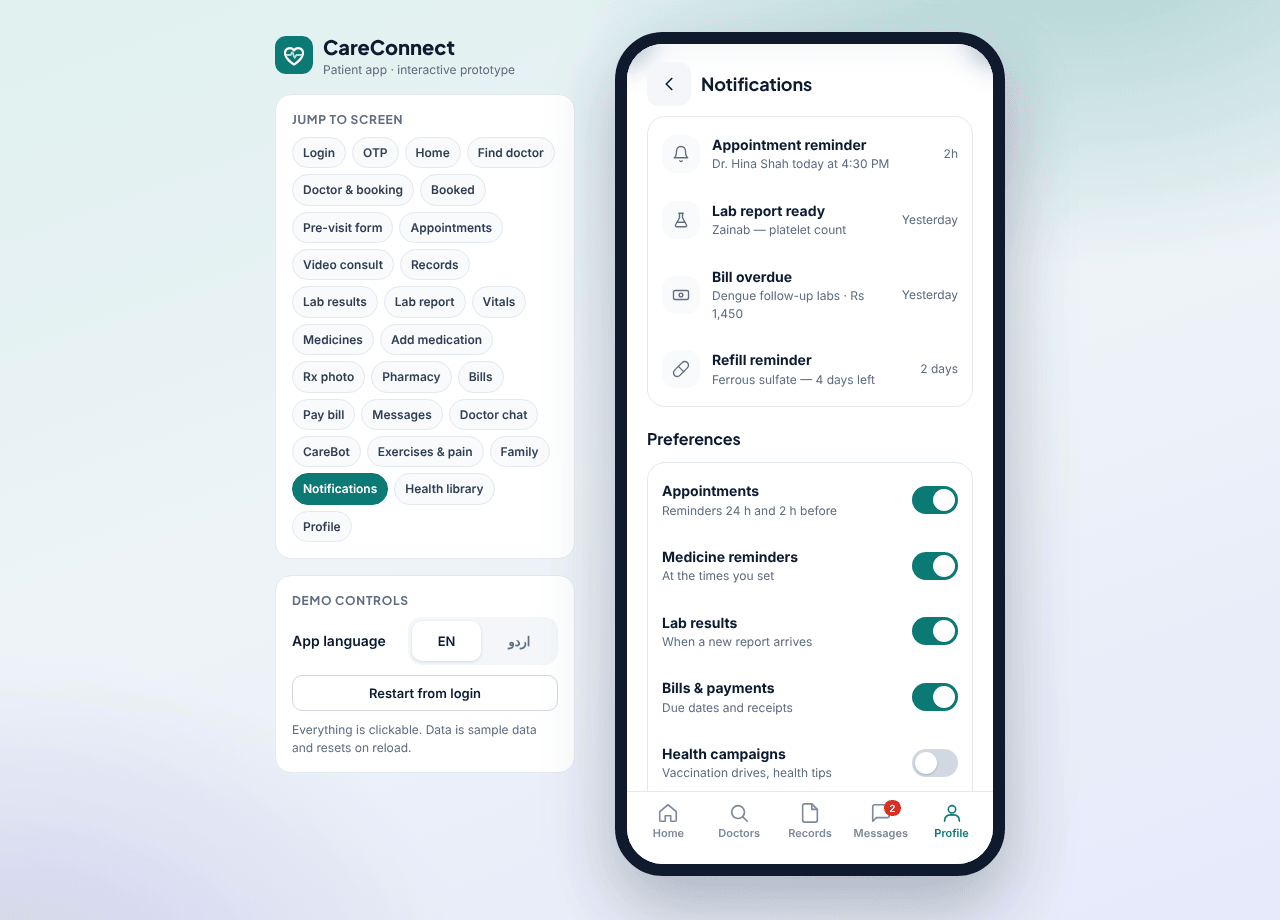 CareConnect
Patient app · interactive prototype
JUMP TO SCREEN
Login
OTP
Home
Find doctor
Doctor & booking
Booked
Pre-visit form
Appointments
Video consult
Records
Lab results
Lab report
Vitals
Medicines
Add medication
Rx photo
Pharmacy
Bills
Pay bill
Messages
Doctor chat
CareBot
Exercises & pain
Family
Notifications
Health library
Profile
DEMO CONTROLS
App language
EN
اردو
Restart from login
Everything is clickable. Data is sample data
and resets on reload.
Notifications
Appointment reminder
Dr. Hina Shah today at 4:30 PM
2h
Lab report ready
Zainab — platelet count
Yesterday
Bill overdue
Dengue follow-up labs · Rs
1,450
Yesterday
Refill reminder
Ferrous sulfate — 4 days left
2 days
Preferences
Appointments
Reminders 24 h and 2 h before
Medicine reminders
At the times you set
Lab results
When a new report arrives
Bills & payments
Due dates and receipts
Health campaigns
Vaccination drives, health tips
Home
Doctors
Records
2
Messages
Profile